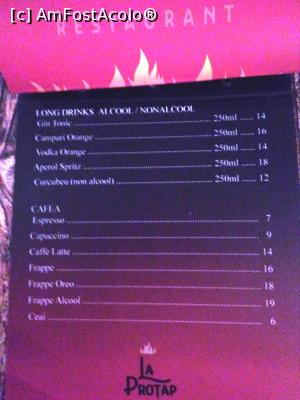 [c] AmFostAcolo®
RESTAURANT
LONG DRINKS ALCOOL / NONALCOOL
Gin Tonic ........ 250ml ...... 14
Campari Orange ........ 250ml ...... 16
Vodka Orange ........ 250ml ...... 14
Aperol Spritz ........ 250ml ...... 18
Curcubeu (non alcool) ........ 250ml ...... 12
CAFEA
Espresso ........ 7
Capuccino ........ 9
Caffe Latte ........ 14
Frappe ........ 16
Frappe Oreo ........ 18
Frappe Alcool ........ 19
Ceai ........ 6
LA
PROȚAP